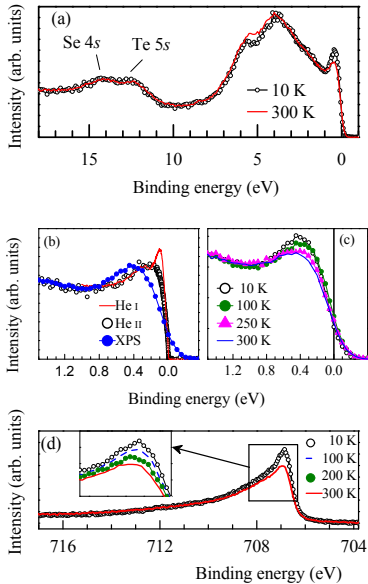 (a)
Se 4s
Te 5s
10 K
300 K
Intensity (arb. units)
15 10 5 0
Binding energy (eV)
(b)
He I
He II
XPS
Intensity (arb. units)
1.2 0.8 0.4 0.0
Binding energy (eV)
(c)
10 K
100 K
250 K
300 K
1.2 0.8 0.4 0.0
Binding energy (eV)
(d)
10 K
100 K
200 K
300 K
Intensity (arb. units)
716 712 708 704
Binding energy (eV)